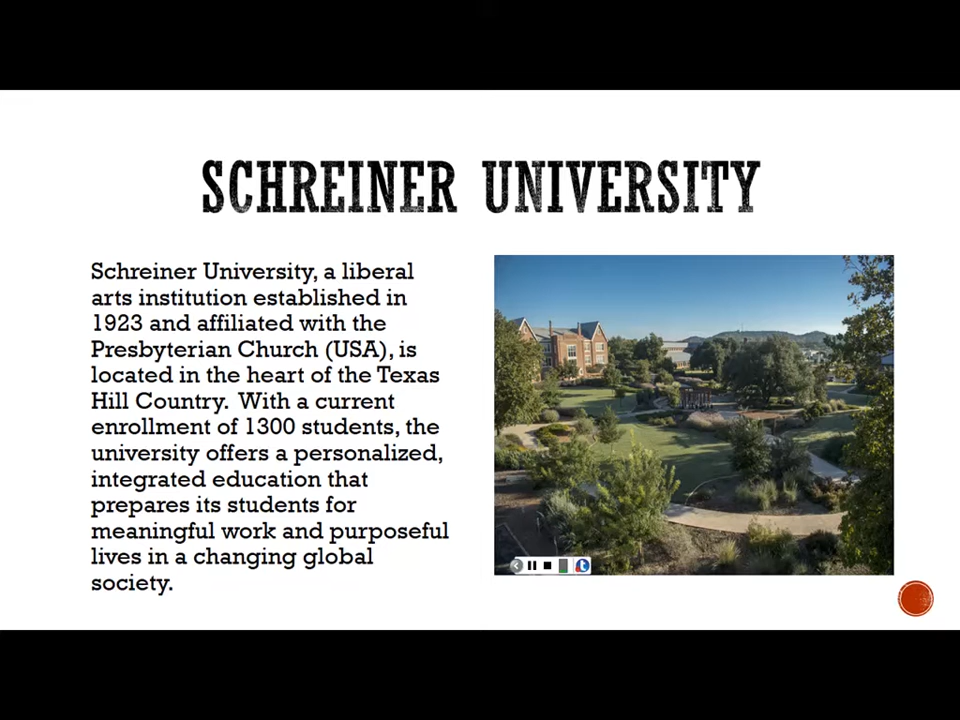 SCHREINER UNIVERSITY
Schreiner University, a liberal
arts institution established in
1923 and affiliated with the
Presbyterian Church (USA), is
located in the heart of the Texas
Hill Country.  With a current
enrollment of 1300 students, the
university offers a personalized,
integrated education that
prepares its students for
meaningful work and purposeful
lives in a changing global
society.